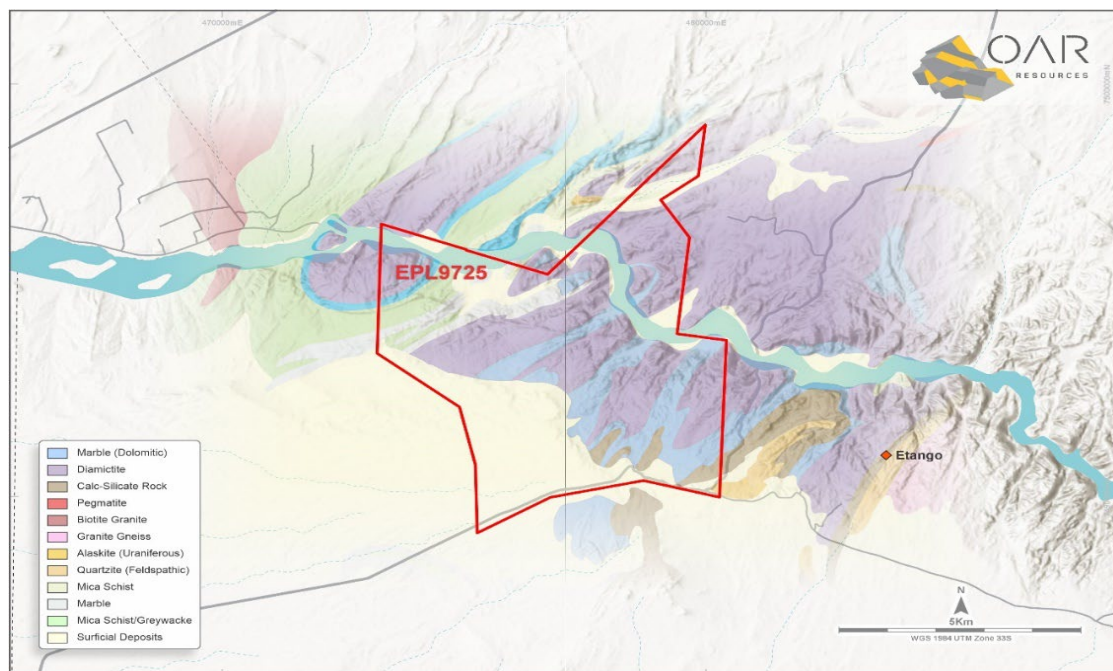 470000mE
480000mE
OAR
RESOURCES
EPL9725
Etango
Marble (Dolomitic)
Diamictite
Calc-Silicate Rock
Pegmatite
Biotite Granite
Granite Gneiss
Alaskite (Uraniferous)
Quartzite (Feldspathic)
Mica Schist
Marble
Mica Schist/Greywacke
Surficial Deposits
N
5Km
WGS 1984 UTM Zone 33S